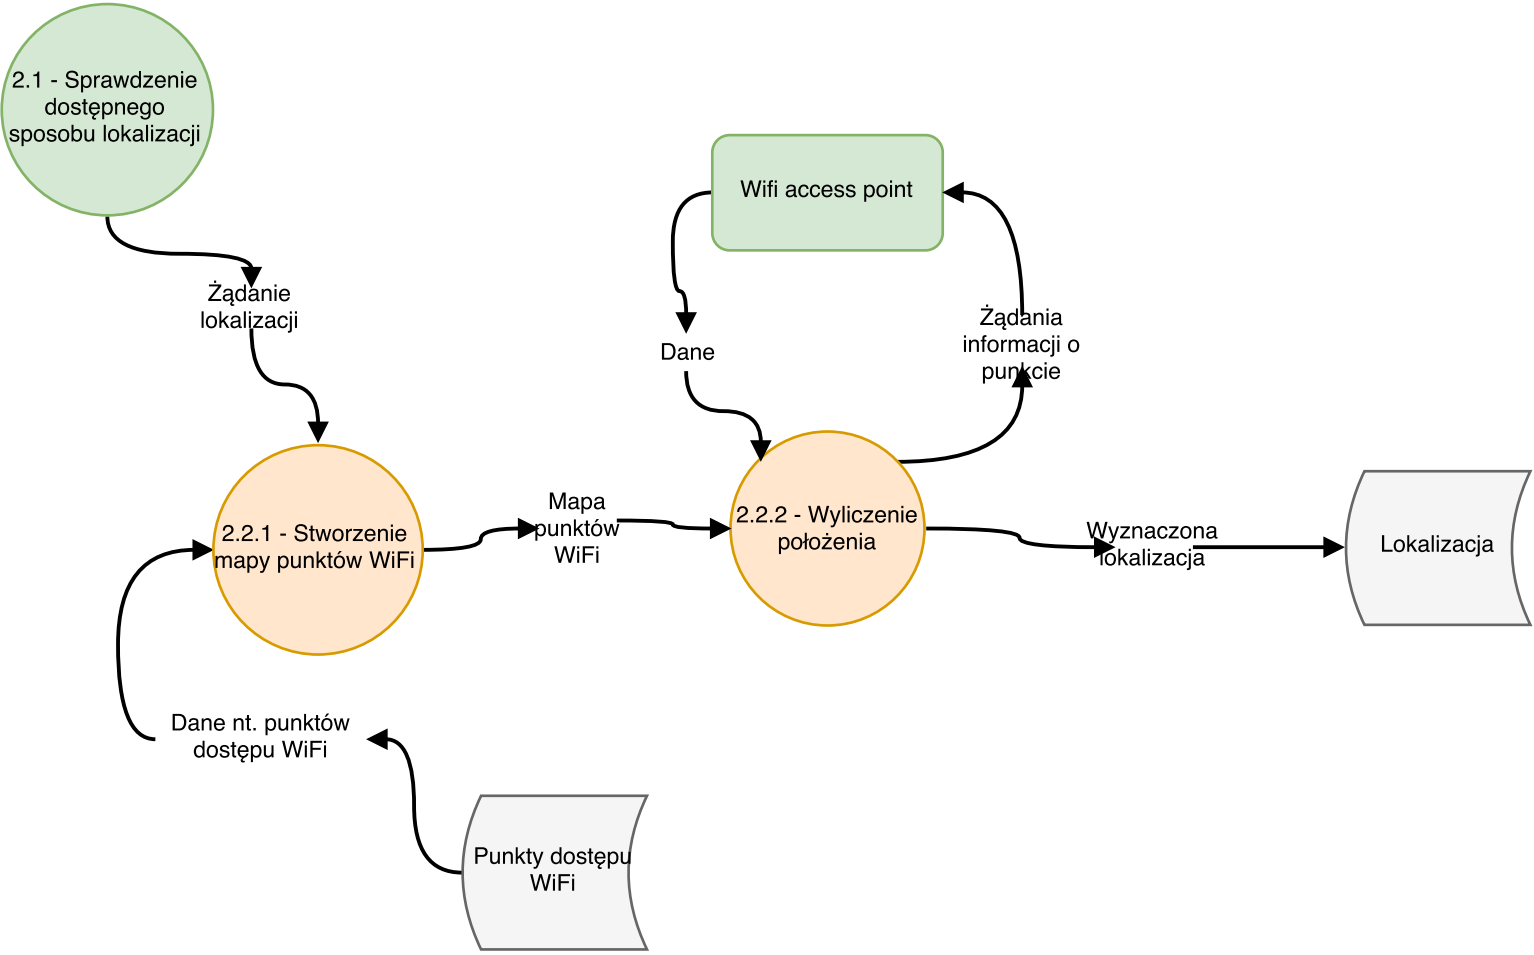 2.1 - Sprawdzenie
dostępnego
sposobu lokalizacji
Wifi access point
Żądanie
lokalizacji
Dane
Żądania
informacji o
punkcie
2.2.1 - Stworzenie
mapy punktów WiFi
Mapa
punktów
WiFi
2.2.2 - Wyliczenie
położenia
Wyznaczona
lokalizacja
Lokalizacja
Dane nt. punktów
dostępu WiFi
Punkty dostępu
WiFi